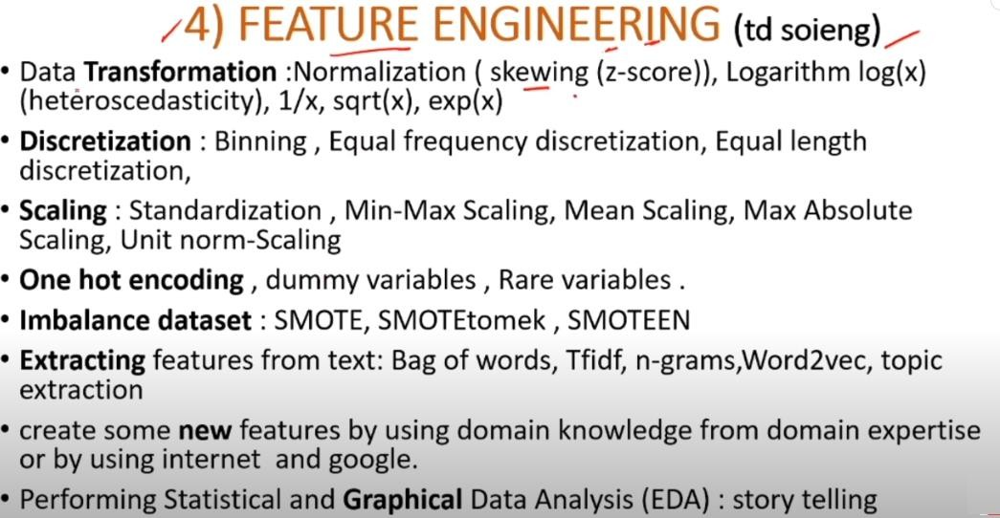 4) FEATURE ENGINEERING (td soieng)
• Data Transformation :Normalization ( skewing (z-score)), Logarithm log(x)
(heteroscedasticity), 1/x, sqrt(x), exp(x)
• Discretization : Binning , Equal frequency discretization, Equal length
discretization,
• Scaling : Standardization , Min-Max Scaling, Mean Scaling, Max Absolute
Scaling, Unit norm-Scaling
• One hot encoding , dummy variables , Rare variables .
• Imbalance dataset : SMOTE, SMOTEtomek , SMOTEEN
• Extracting features from text: Bag of words, Tfidf, n-grams,Word2vec, topic
extraction
• create some new features by using domain knowledge from domain expertise
or by using internet and google.
• Performing Statistical and Graphical Data Analysis (EDA) : story telling